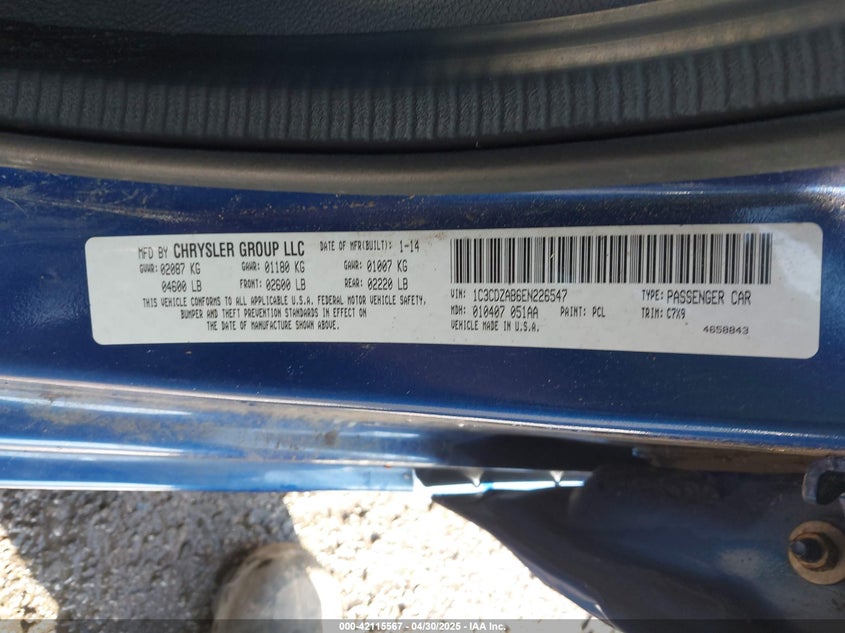 MFD BY CHRYSLER GROUP LLC DATE OF MFR(BUILT): 1-14
GVWR: 02087 KG GAWR: 01180 KG GAWR: 01007 KG
04600 LB FRONT: 02600 LB REAR: 02220 LB
THIS VEHICLE CONFORMS TO ALL APPLICABLE U.S.A. FEDERAL MOTOR VEHICLE SAFETY,
BUMPER AND THEFT PREVENTION STANDARDS IN EFFECT ON
THE DATE OF MANUFACTURE SHOWN ABOVE.
VIN: 1C3CDZAB6EN226547 TYPE: PASSENGER CAR
MDH: 010407 051AA PAINT: PCL TRIM: C7X9
VEHICLE MADE IN U.S.A. 4658843
000-42115567 - 04/30/2025 - IAA Inc.